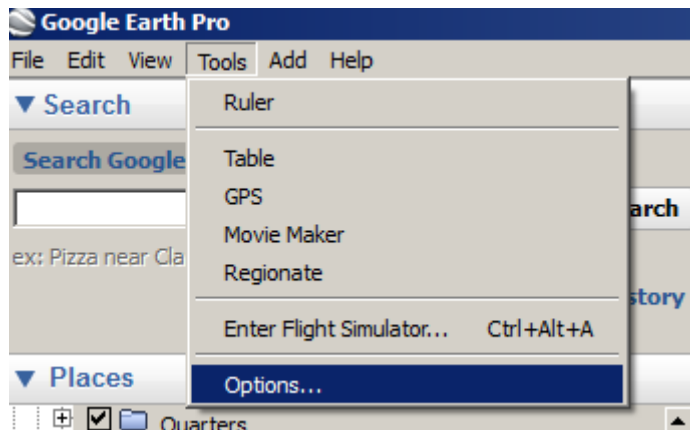 Google Earth Pro
File Edit View Tools Add Help
Search
Search Google
ex: Pizza near Cla
Ruler
Table
GPS
Movie Maker
Regionate
Enter Flight Simulator... Ctrl+Alt+A
Options...
arch
story
Places
Quarters